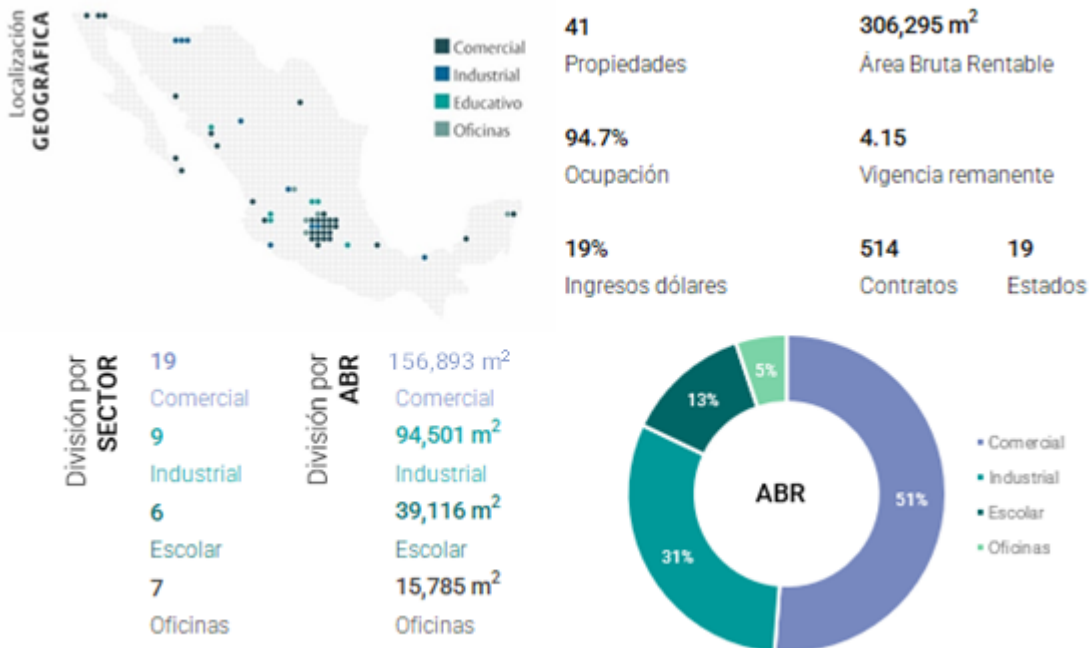 Localización
GEOGRÁFICA
Comercial
Industrial
Educativo
Oficinas
41
Propiedades
306,295 m²
Área Bruta Rentable
94.7%
Ocupación
4.15
Vigencia remanente
19%
Ingresos dólares
514
Contratos
19
Estados
División por
SECTOR
19
Comercial
9
Industrial
6
Escolar
7
Oficinas
División por
ABR
156,893 m²
Comercial
94,501 m²
Industrial
39,116 m²
Escolar
15,785 m²
Oficinas
5%
13%
51%
31%
ABR
Comercial
Industrial
Escolar
Oficinas